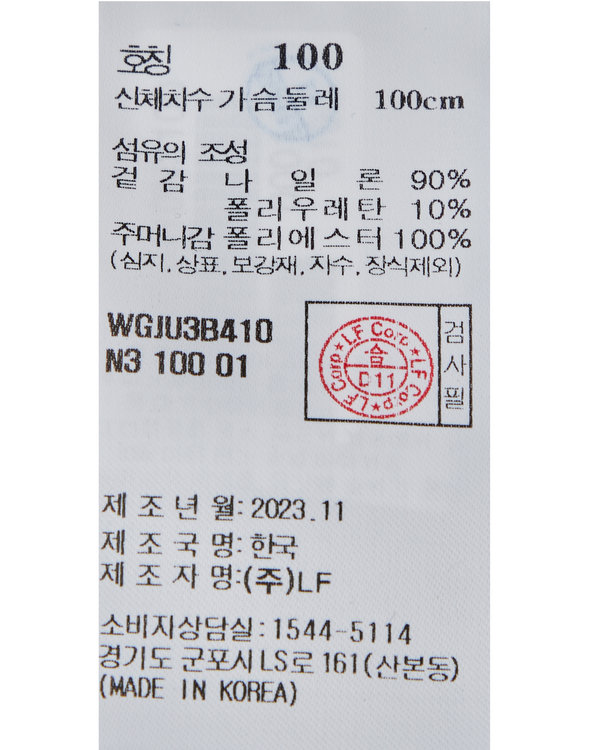 호칭 100
신체치수 가슴둘레 100cm
섬유의 조성
겉감 나일론 90%
폴리우레탄 10%
주머니감 폴리에스터 100%
(심지, 상표, 보강재, 자수, 장식제외)
WGJU3B410
N3 100 01
LF Corp★LF Corp★LF Corp★
合
D11
검사필
제조년월: 2023.11
제조국명: 한국
제조자명:(주)LF
소비자상담실:1544-5114
경기도 군포시 LS로 161(산본동)
(MADE IN KOREA)